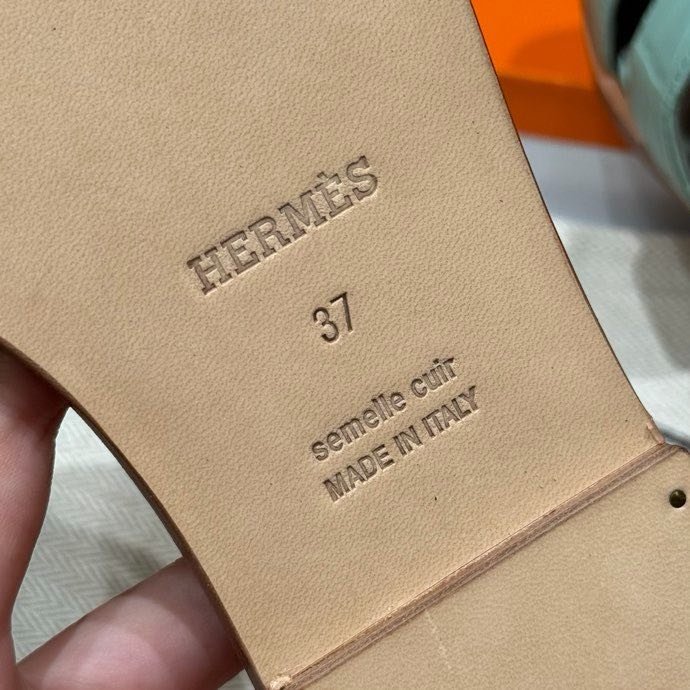 HERMÈS
37
semelle cuir
MADE IN ITALY